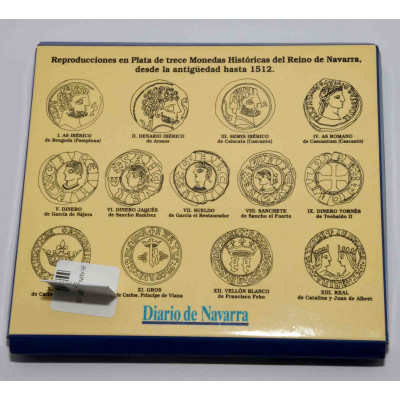 Reproducciones en Plata de trece Monedas Históricas del Reino de Navarra,
desde la antigüedad hasta 1512.
I. AS IBÉRICO
de Bengoda (Pamplona)
II. DENARIO IBÉRICO
de Arsaos
III. SEMIS IBÉRICO
de Caiscata (Cascante)
IV. AS ROMANO
de Cascantum (Cascante)
V. DINERO
de García de Nájera
VI. DINERO JAQUÉS
de Sancho Ramírez
VII. SUELDO
de García el Restaurador
VIII. SANCHETE
de Sancho el Fuerte
IX. DINERO TORNÉS
de Teobaldo II
de Carlo
XI. GROS
de Carlos, Príncipe de Viana
XII. VELLÓN BLANCO
de Francisco Febo
XIII. REAL
de Catalina y Juan de Albret
Diario de Navarra